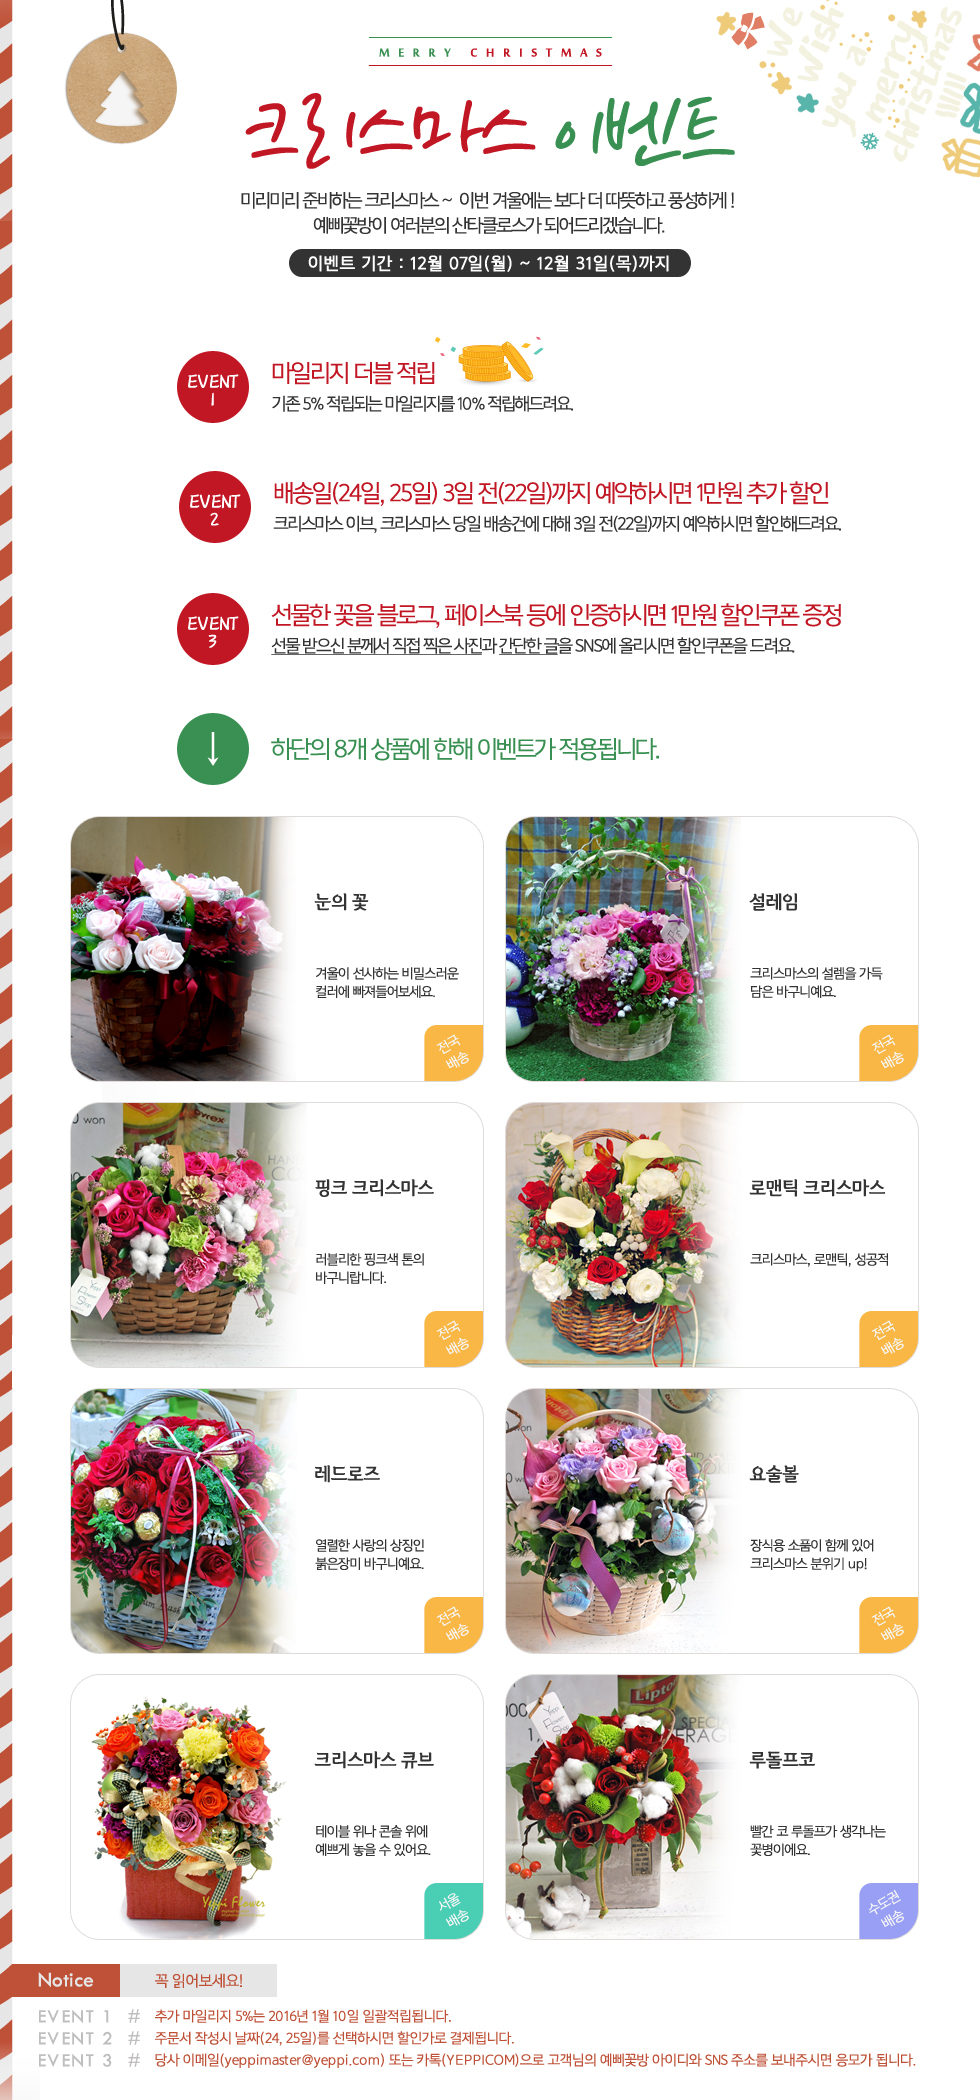 MERRY CHRISTMAS
We
Wish
you a
merry
christmas
크리스마스 이벤트
미리미리 준비하는 크리스마스 ~ 이번 겨울에는 보다 더 따뜻하고 풍성하게 !
예삐꽃방이 여러분의 산타클로스가 되어드리겠습니다.
이벤트 기간 : 12월 07일(월) ~ 12월 31일(목)까지
EVENT
1
마일리지 더블 적립
기존 5% 적립되는 마일리지를 10% 적립해드려요.
EVENT
2
배송일(24일, 25일) 3일 전(22일)까지 예약하시면 1만원 추가 할인
크리스마스 이브, 크리스마스 당일 배송건에 대해 3일 전(22일)까지 예약하시면 할인해드려요.
EVENT
3
선물한 꽃을 블로그, 페이스북 등에 인증하시면 1만원 할인쿠폰 증정
선물 받으신 분께서 직접 찍은 사진과 간단한 글을 SNS에 올리시면 할인쿠폰을 드려요.
↓
하단의 8개 상품에 한해 이벤트가 적용됩니다.
눈의 꽃
겨울이 선사하는 비밀스러운
컬러에 빠져들어보세요.
전국
배송
설레임
크리스마스의 설렘을 가득
담은 바구니예요.
전국
배송
won
Pyrex
핑크 크리스마스
러블리한 핑크색 톤의
바구니랍니다.
Yeppi
Flower
Shop
전국
배송
로맨틱 크리스마스
크리스마스, 로맨틱, 성공적
전국
배송
레드로즈
열렬한 사랑의 상징인
붉은장미 바구니예요.
전국
배송
won
요술볼
장식용 소품이 함께 있어
크리스마스 분위기 up!
전국
배송
크리스마스 큐브
테이블 위나 콘솔 위에
예쁘게 놓을 수 있어요.
Yeppi Flower
서울
배송
Lipto
루돌프코
빨간 코 루돌프가 생각나는
꽃병이에요.
수도권
배송
Notice 꼭 읽어보세요!
EVENT 1 # 추가 마일리지 5%는 2016년 1월 10일 일괄적립됩니다.
EVENT 2 # 주문서 작성시 날짜(24, 25일)를 선택하시면 할인가로 결제됩니다.
EVENT 3 # 당사 이메일(yeppimaster@yeppi.com) 또는 카톡(YEPPICOM)으로 고객님의 예삐꽃방 아이디와 SNS 주소를 보내주시면 응모가 됩니다.